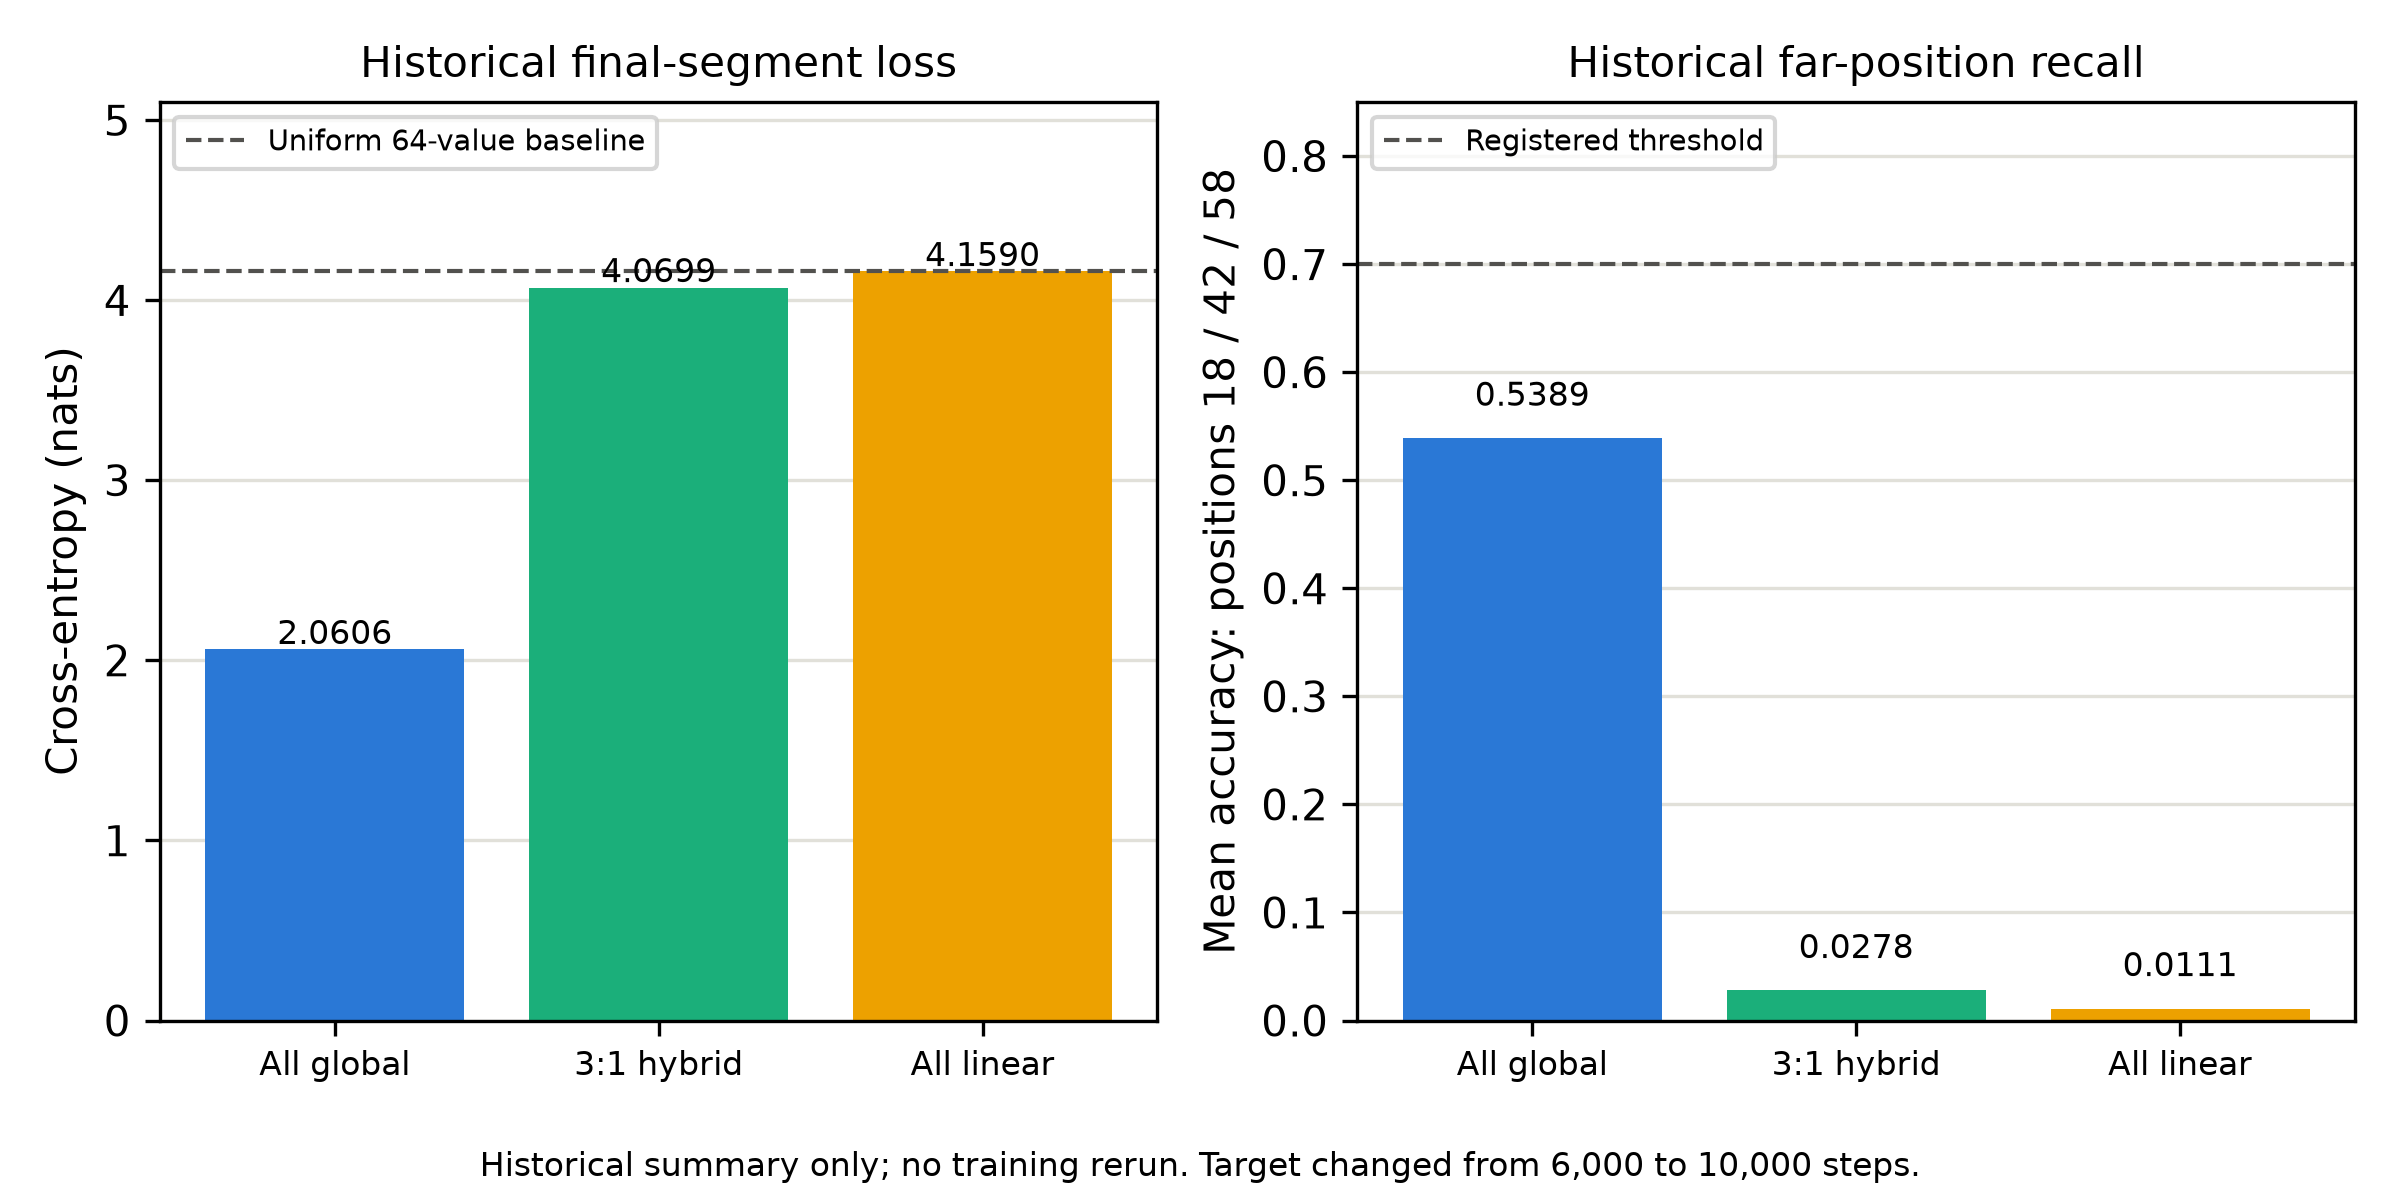 Historical final-segment loss
Uniform 64-value baseline
Cross-entropy (nats)
5
4
3
2
1
0
2.0606
4.0699
4.1590
All global
3:1 hybrid
All linear
Historical far-position recall
Registered threshold
Mean accuracy: positions 18 / 42 / 58
0.8
0.7
0.6
0.5
0.4
0.3
0.2
0.1
0.0
0.5389
0.0278
0.0111
All global
3:1 hybrid
All linear
Historical summary only; no training rerun. Target changed from 6,000 to 10,000 steps.